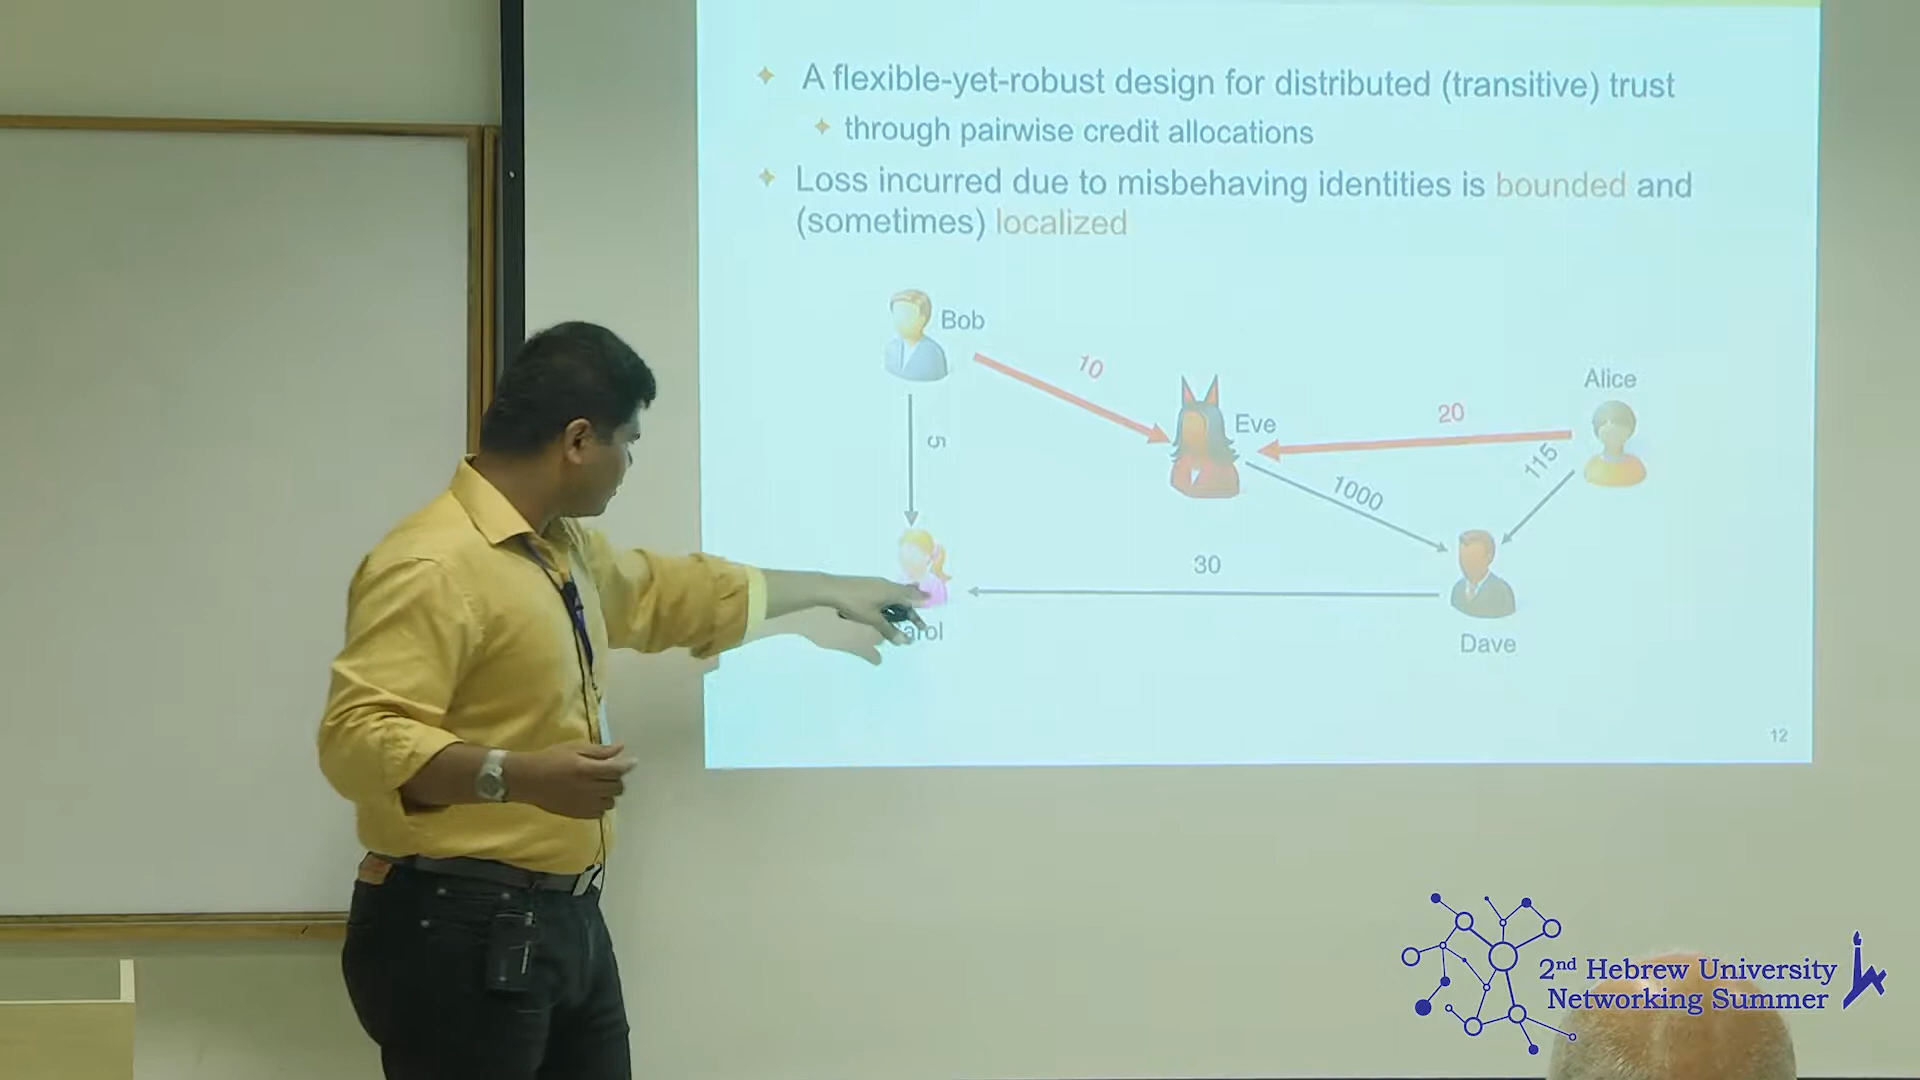 A flexible-yet-robust design for distributed (transitive) trust
through pairwise credit allocations
Loss incurred due to misbehaving identities is bounded and
(sometimes) localized
Bob
10
Alice
Eve
20
5
115
1000
30
arol
Dave
12
2nd Hebrew University
Networking Summer